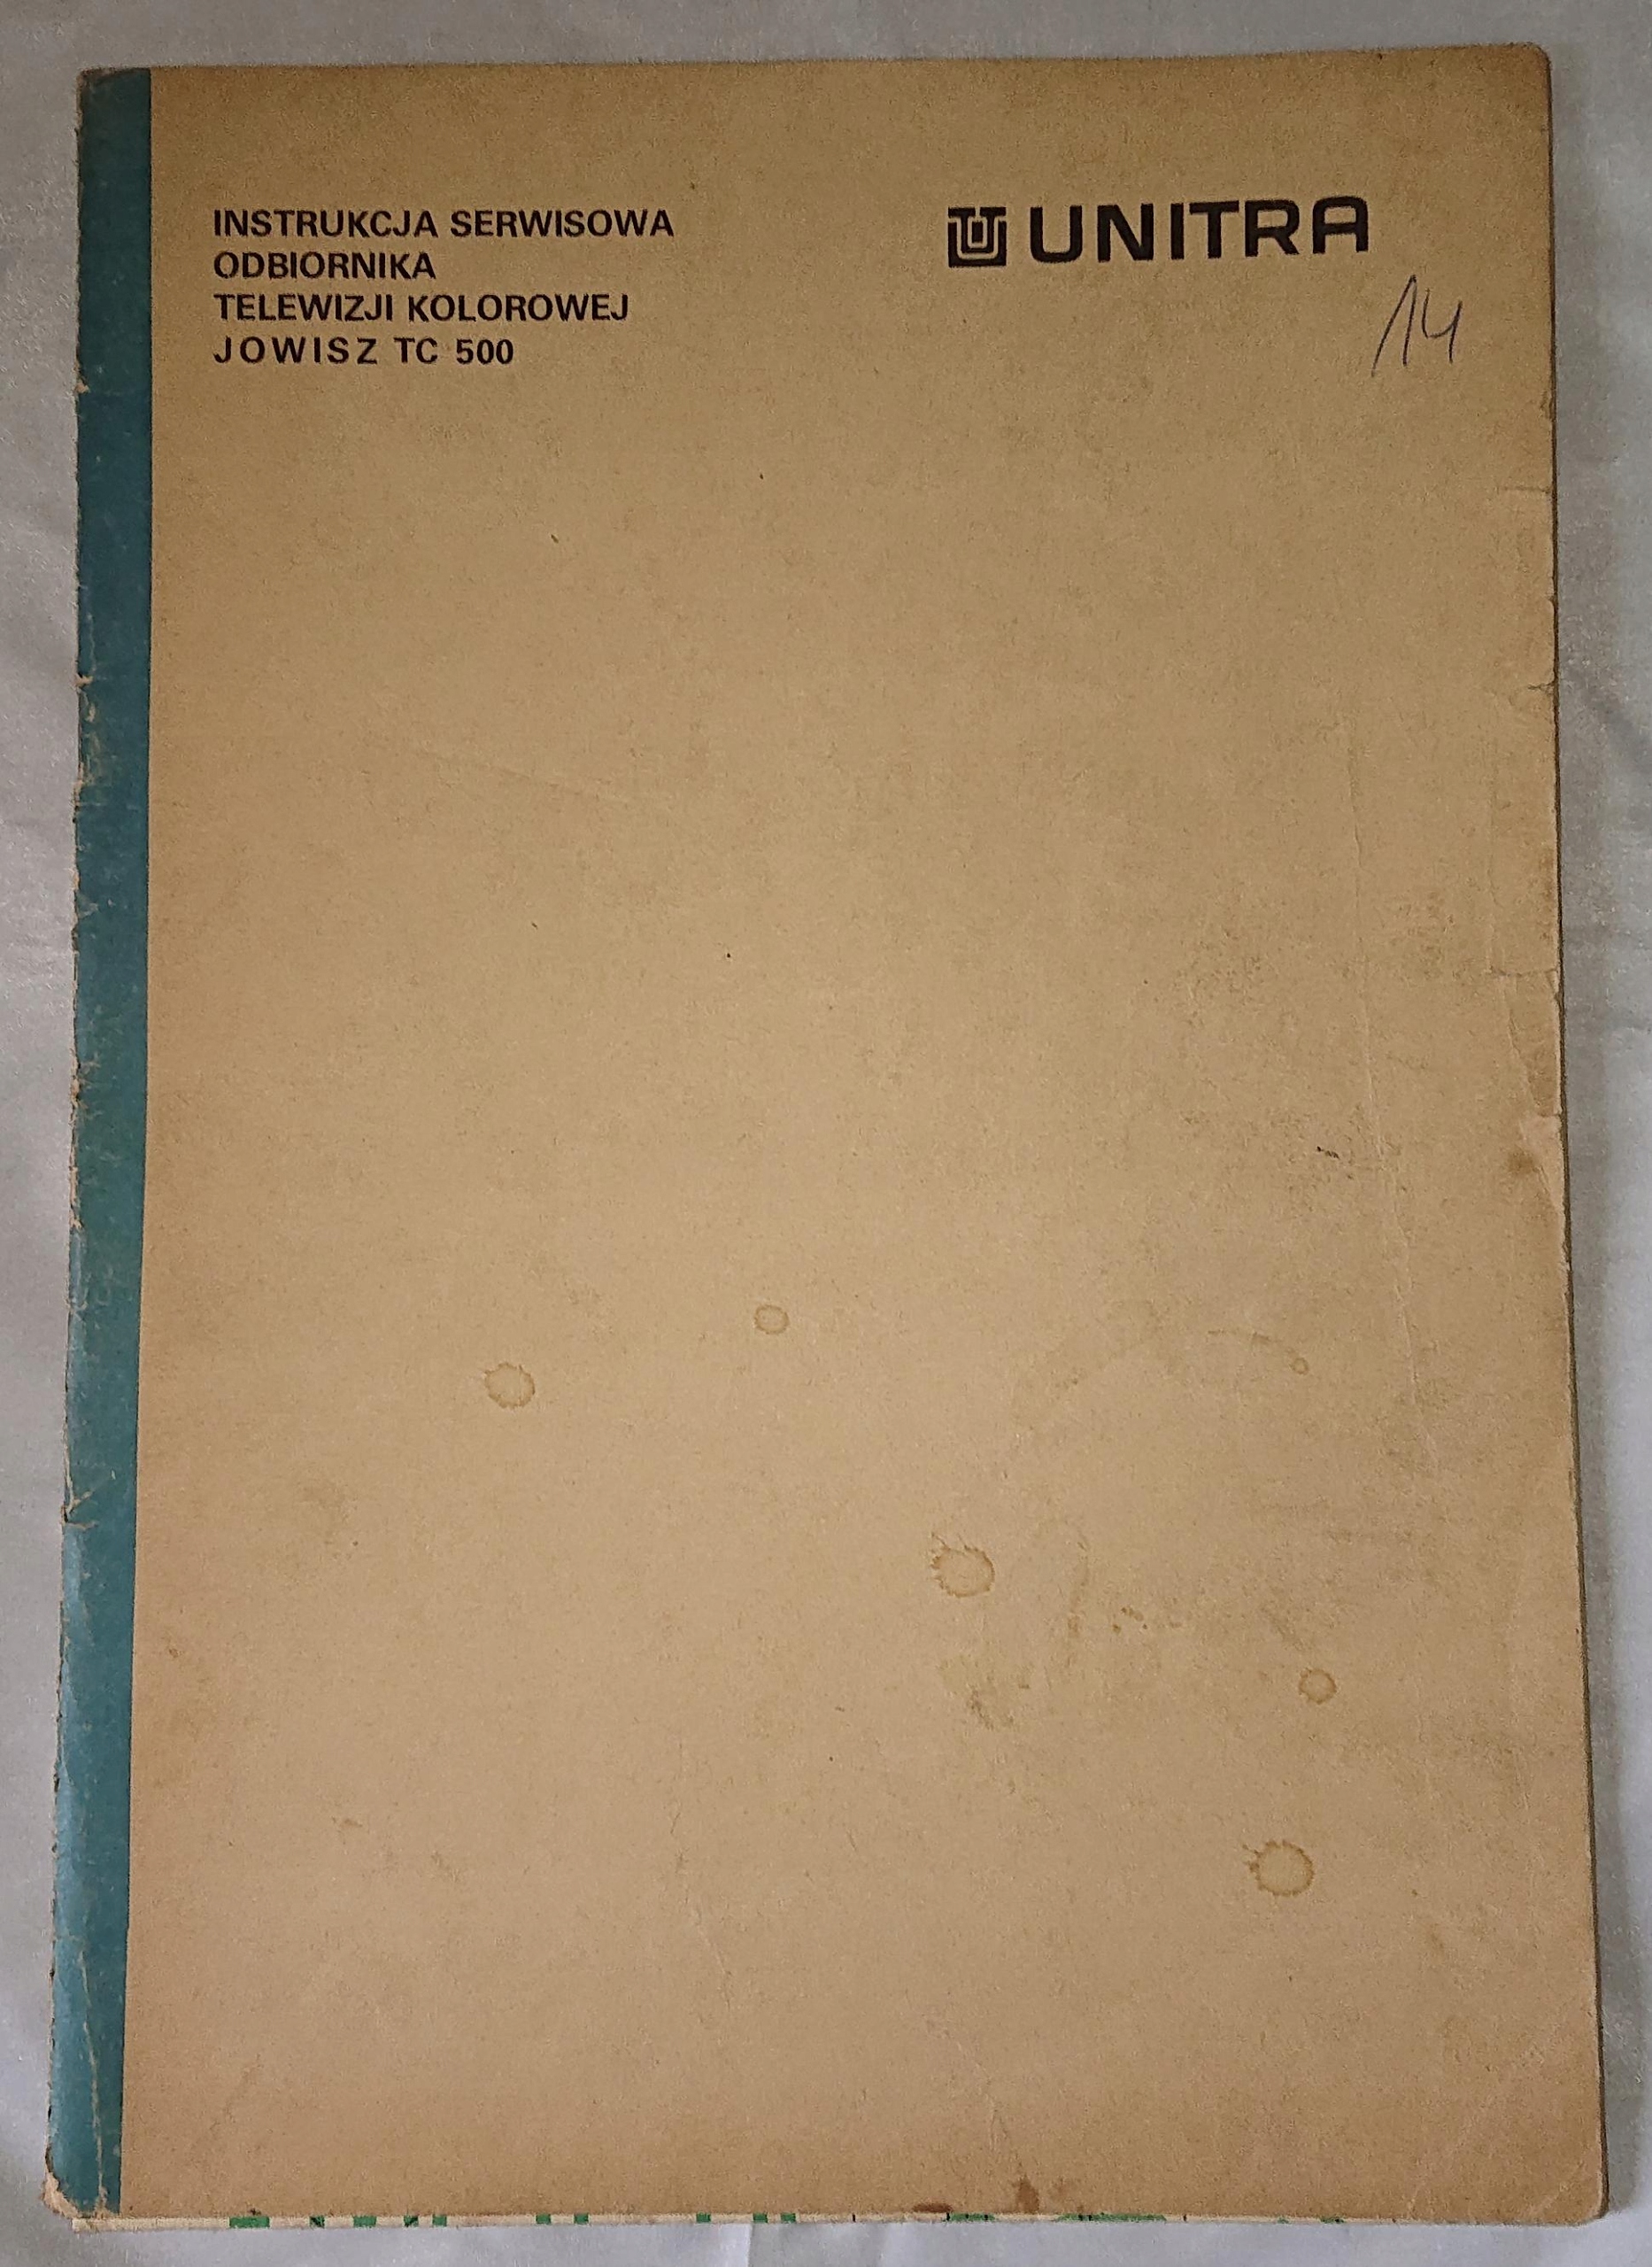 INSTRUKCJA SERWISOWA
ODBIORNIKA
TELEWIZJI KOLOROWEJ
JOWISZ TC 500
UNITRA
14